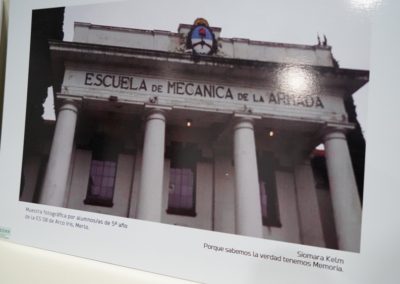 ESCUELA DE MECANICA DE LA ARMADA
Muestra fotográfica por alumnos/as de 5º año
de la ES 58 de Arco Iris, Merlo.
Siomara Kelm
Porque sabemos la verdad tenemos Memoria.